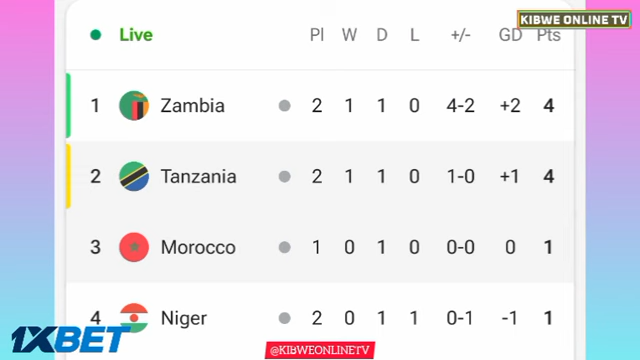 KIBWE ONLINE TV
Live Pl W D L +/- GD Pts
1 Zambia 2 1 1 0 4-2 +2 4
2 Tanzania 2 1 1 0 1-0 +1 4
3 Morocco 1 0 1 0 0-0 0 1
4 Niger 2 0 1 1 0-1 -1 1
1XBET
@KIBWEONLINETV